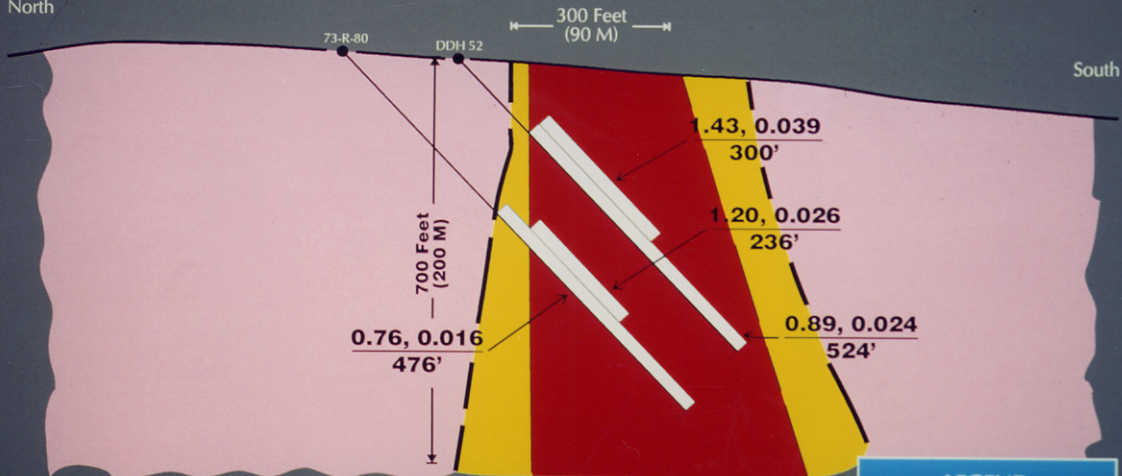 North
300 Feet
(90 M)
73-R-80
DDH 52
South
1.43, 0.039
300'
1.20, 0.026
236'
700 Feet
(200 M)
0.76, 0.016
476'
0.89, 0.024
524'